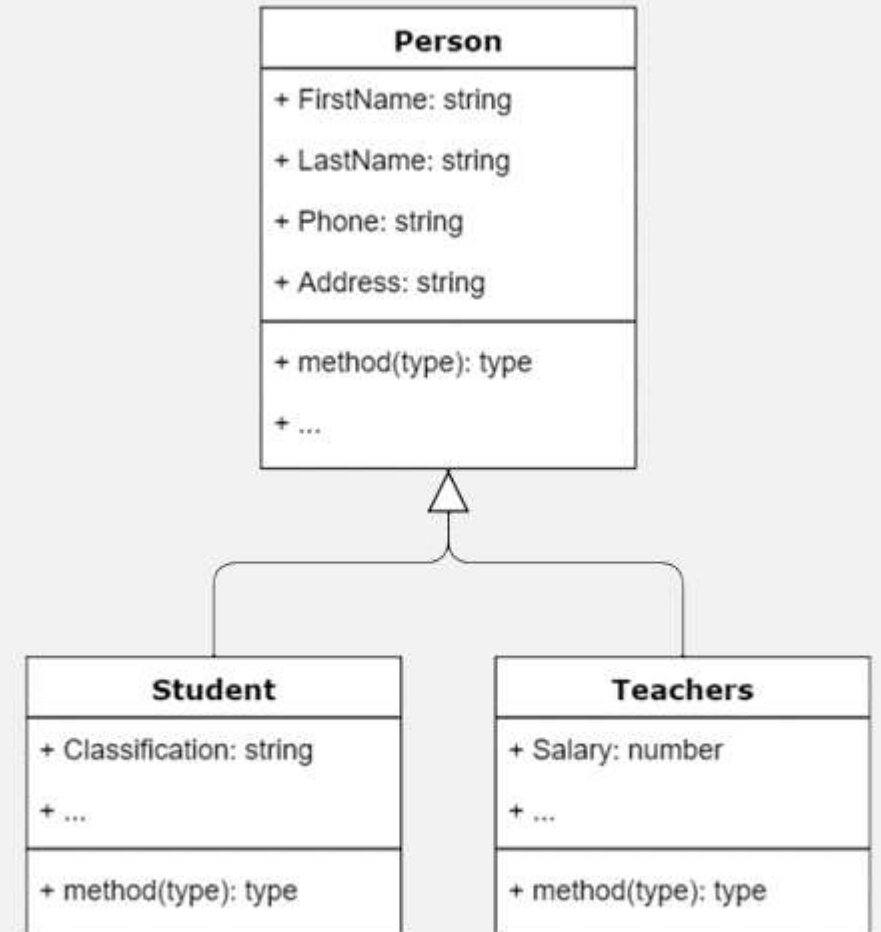 Person
+ FirstName: string
+ LastName: string
+ Phone: string
+ Address: string
+ method(type): type
+ ...
Student
+ Classification: string
+ ...
+ method(type): type
Teachers
+ Salary: number
+ ...
+ method(type): type